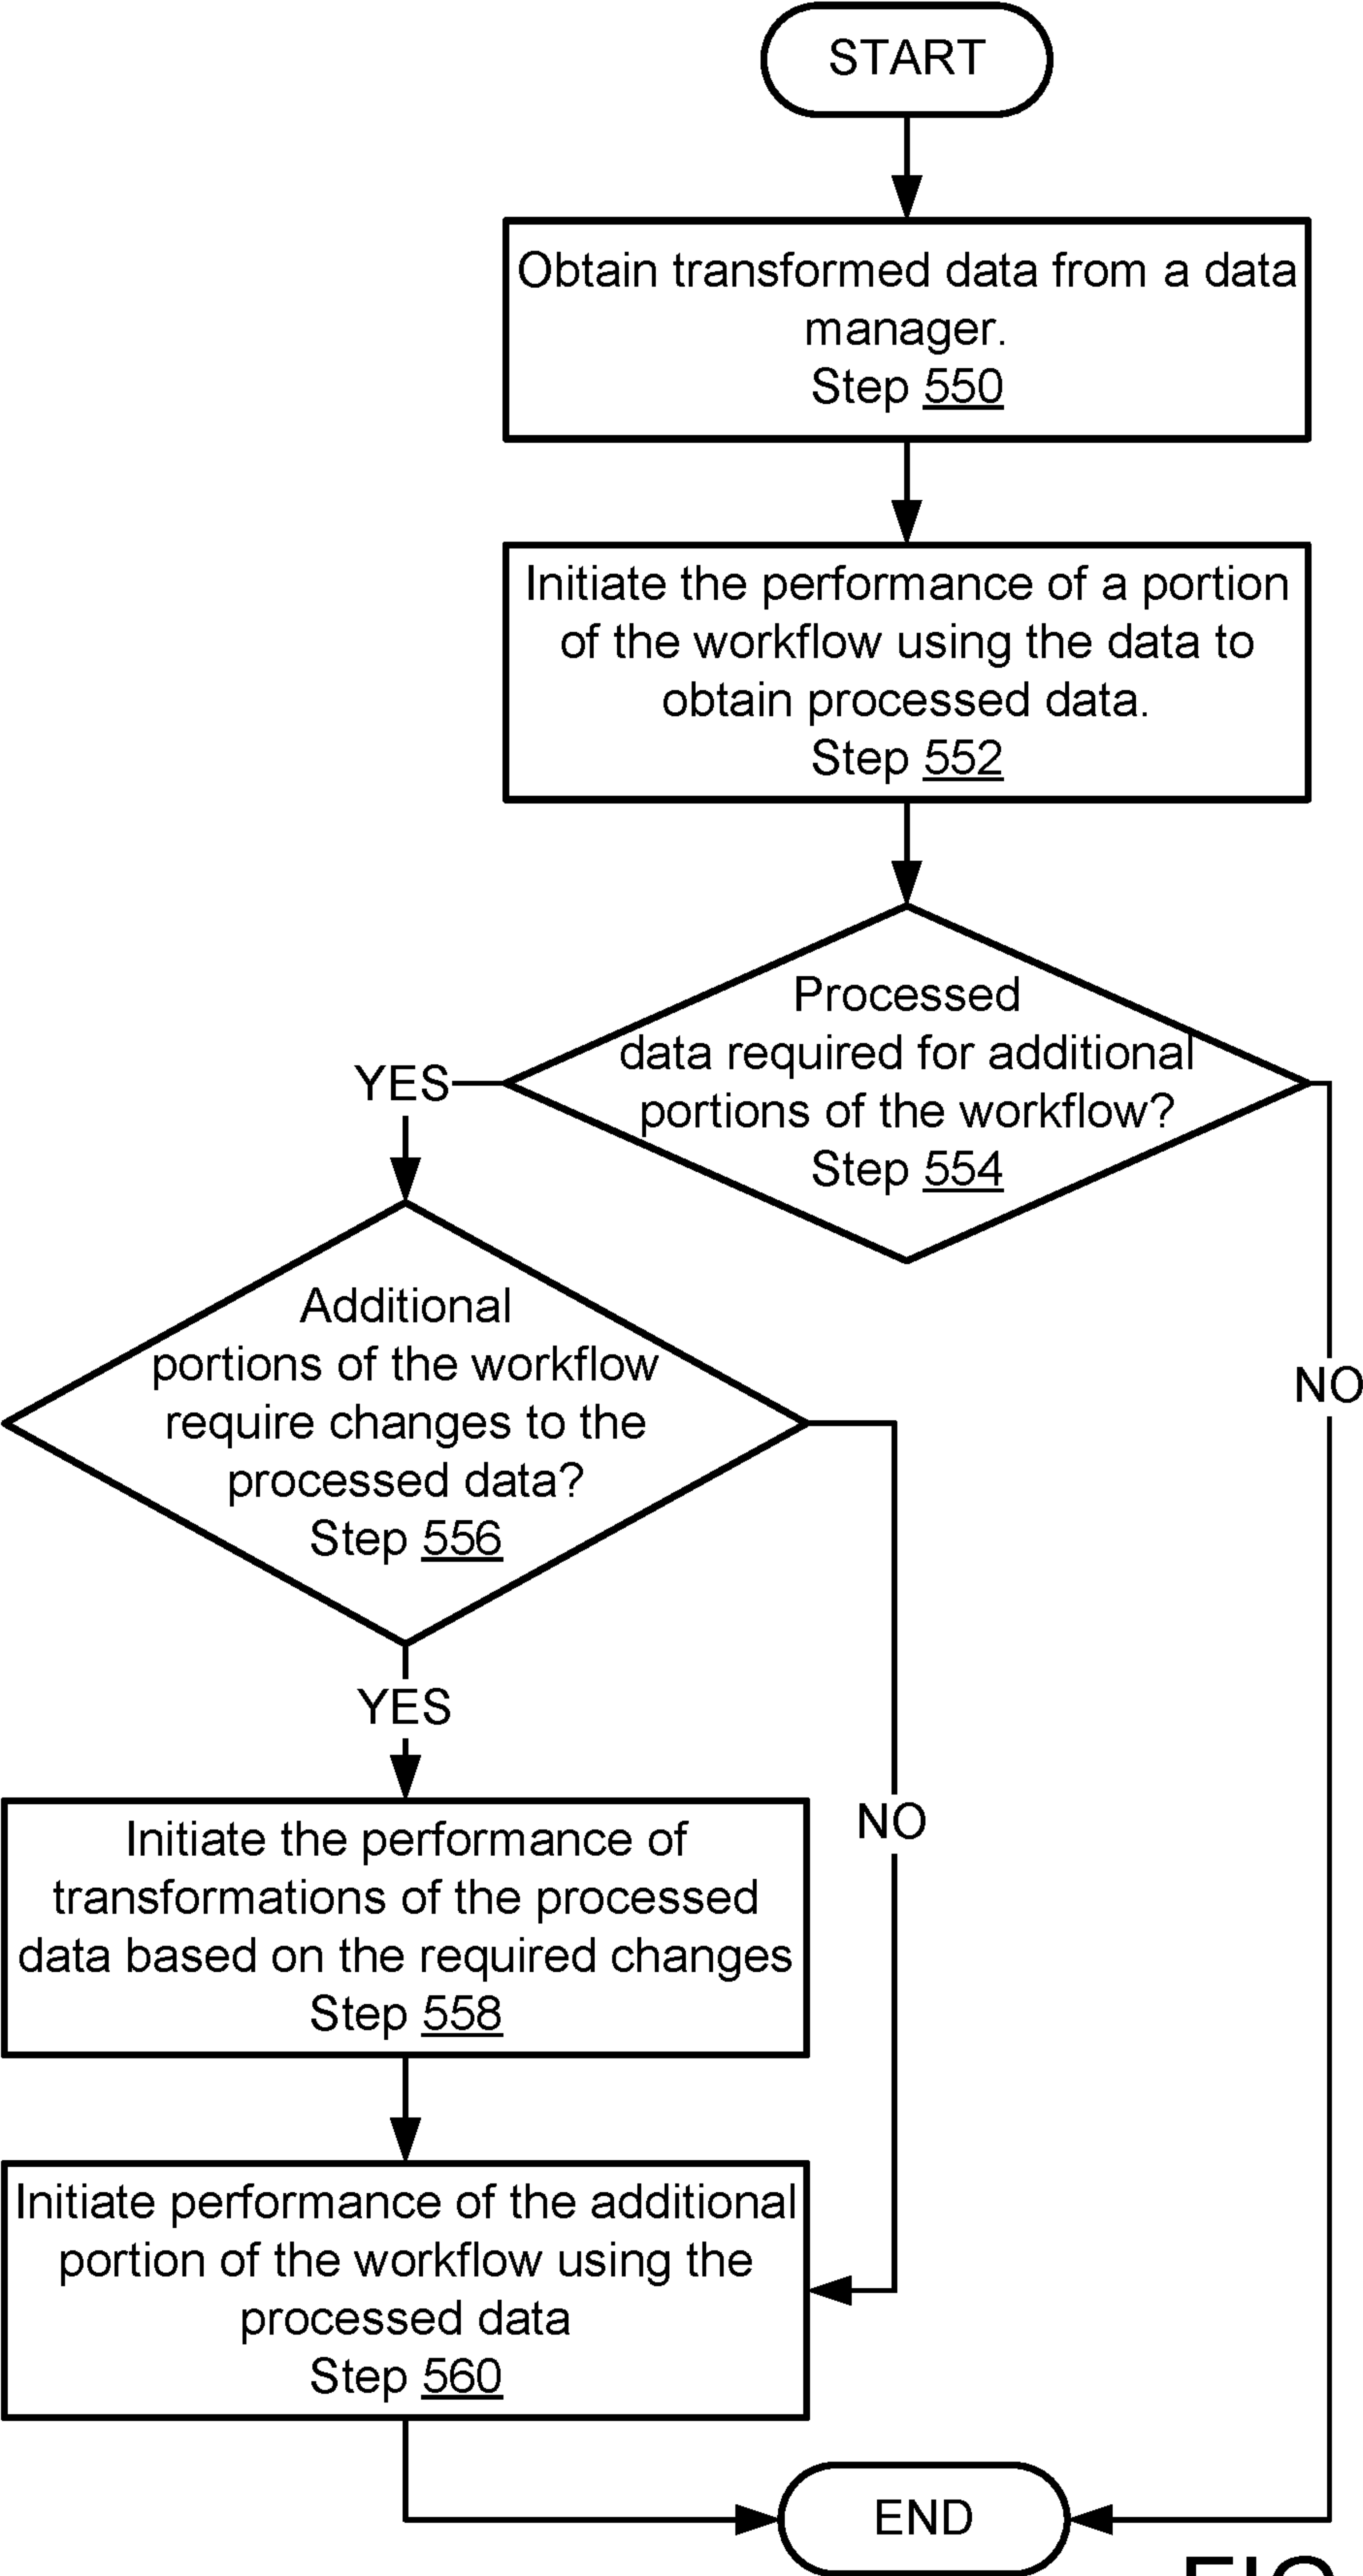 START
Obtain transformed data from a data
manager.
Step 550
Initiate the performance of a portion
of the workflow using the data to
obtain processed data.
Step 552
Processed
data required for additional
portions of the workflow?
Step 554
YES
NO
Additional
portions of the workflow
require changes to the
processed data?
Step 556
YES
NO
Initiate the performance of
transformations of the processed
data based on the required changes
Step 558
Initiate performance of the additional
portion of the workflow using the
processed data
Step 560
END